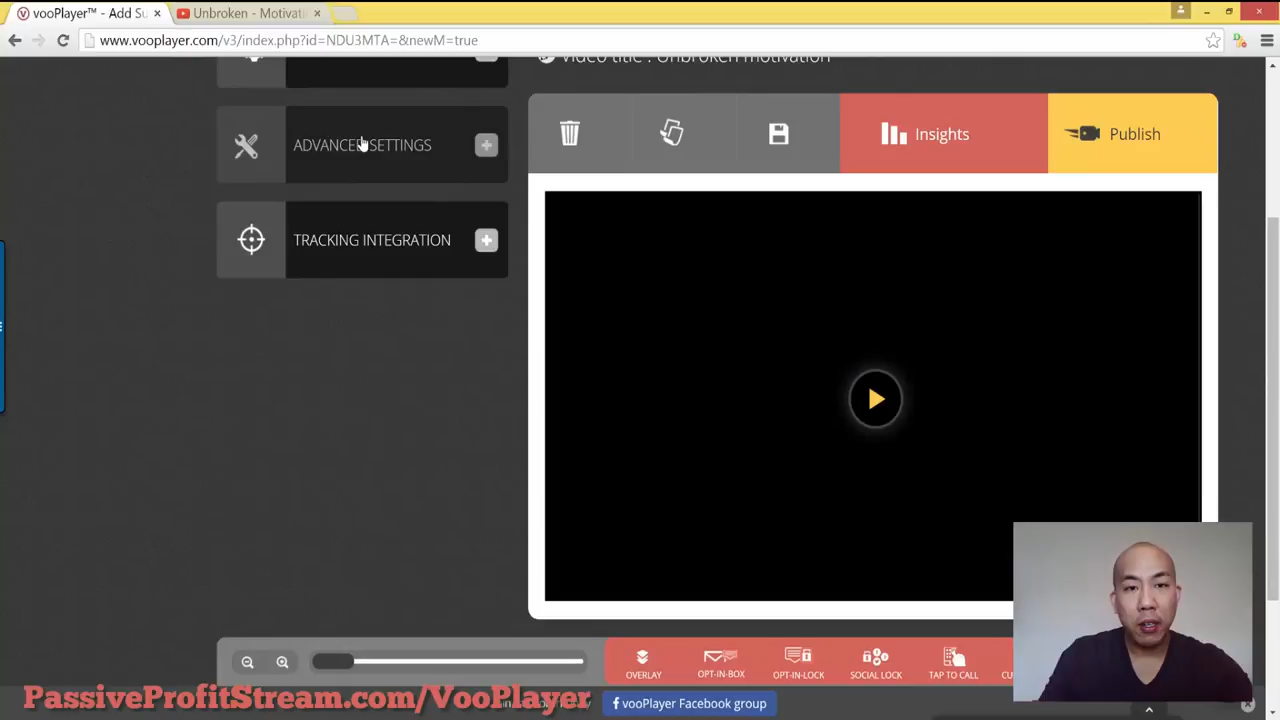 vooPlayer™ - Add Su
Unbroken - Motivati
www.vooplayer.com/v3/index.php?id=NDU3MTA=&newM=true
Video title : Unbroken motivation
ADVANCED SETTINGS
Insights
Publish
TRACKING INTEGRATION
OVERLAY
OPT-IN-BOX
OPT-IN-LOCK
SOCIAL LOCK
TAP TO CALL
CU
PassiveProfitStream.com/VooPlayer
vooPlayer Facebook group